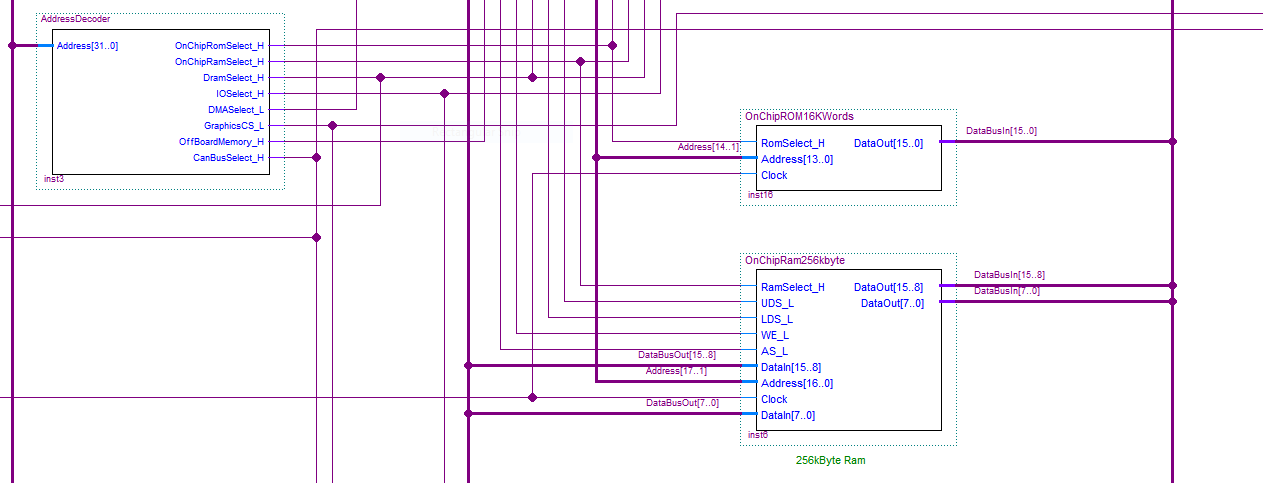 AddressDecoder
Address[31..0]
OnChipRomSelect_H
OnChipRamSelect_H
DramSelect_H
IOSelect_H
DMASelect_L
GraphicsCS_L
OffBoardMemory_H
CanBusSelect_H
inst3
OnChipROM16KWords
Address[14..1]
RomSelect_H
DataOut[15..0]
DataBusIn[15..0]
Address[13..0]
Clock
inst16
OnChipRam256kbyte
RamSelect_H
DataOut[15..8]
DataBusIn[15..8]
UDS_L
DataOut[7..0]
DataBusIn[7..0]
LDS_L
WE_L
AS_L
DataBusOut[15..8]
DataIn[15..8]
Address[17..1]
Address[16..0]
Clock
DataBusOut[7..0]
DataIn[7..0]
inst6
256kByte Ram